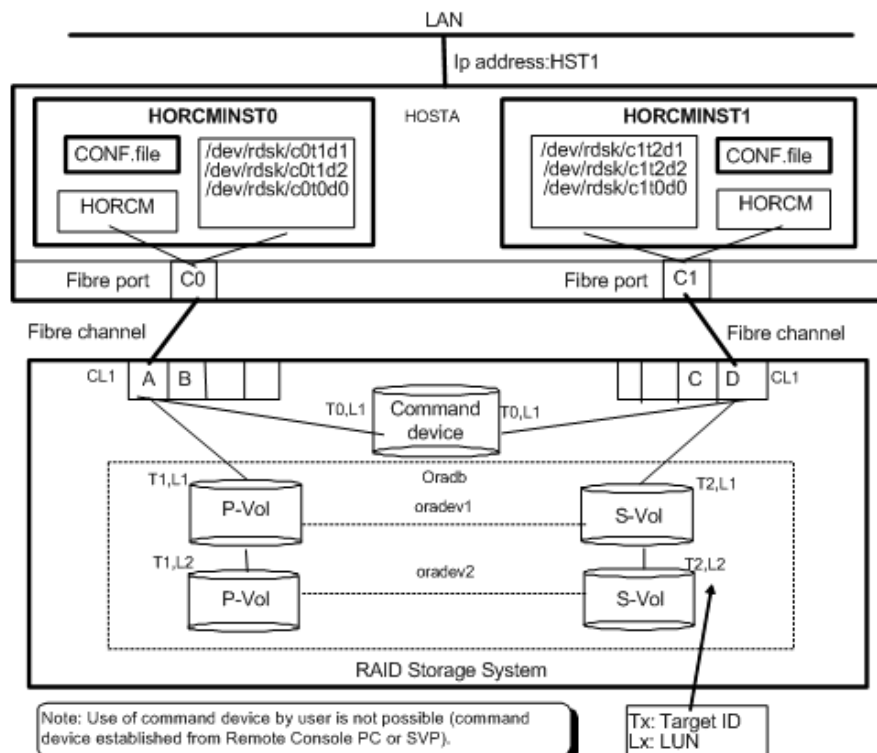 LAN
Ip address:HST1
HORCMINST0
HOSTA
HORCMINST1
CONF.file
/dev/rdsk/c0t1d1
/dev/rdsk/c0t1d2
/dev/rdsk/c0t0d0
HORCM
/dev/rdsk/c1t2d1
/dev/rdsk/c1t2d2
/dev/rdsk/c1t0d0
CONF.file
HORCM
Fibre port
C0
Fibre port
C1
Fibre channel
Fibre channel
CL1
A
B
C
D
CL1
T0,L1
Command
device
T0,L1
Oradb
T1,L1
P-Vol
oradev1
T2,L1
S-Vol
T1,L2
P-Vol
oradev2
T2,L2
S-Vol
RAID Storage System
Note: Use of command device by user is not possible (command
device established from Remote Console PC or SVP).
Tx: Target ID
Lx: LUN